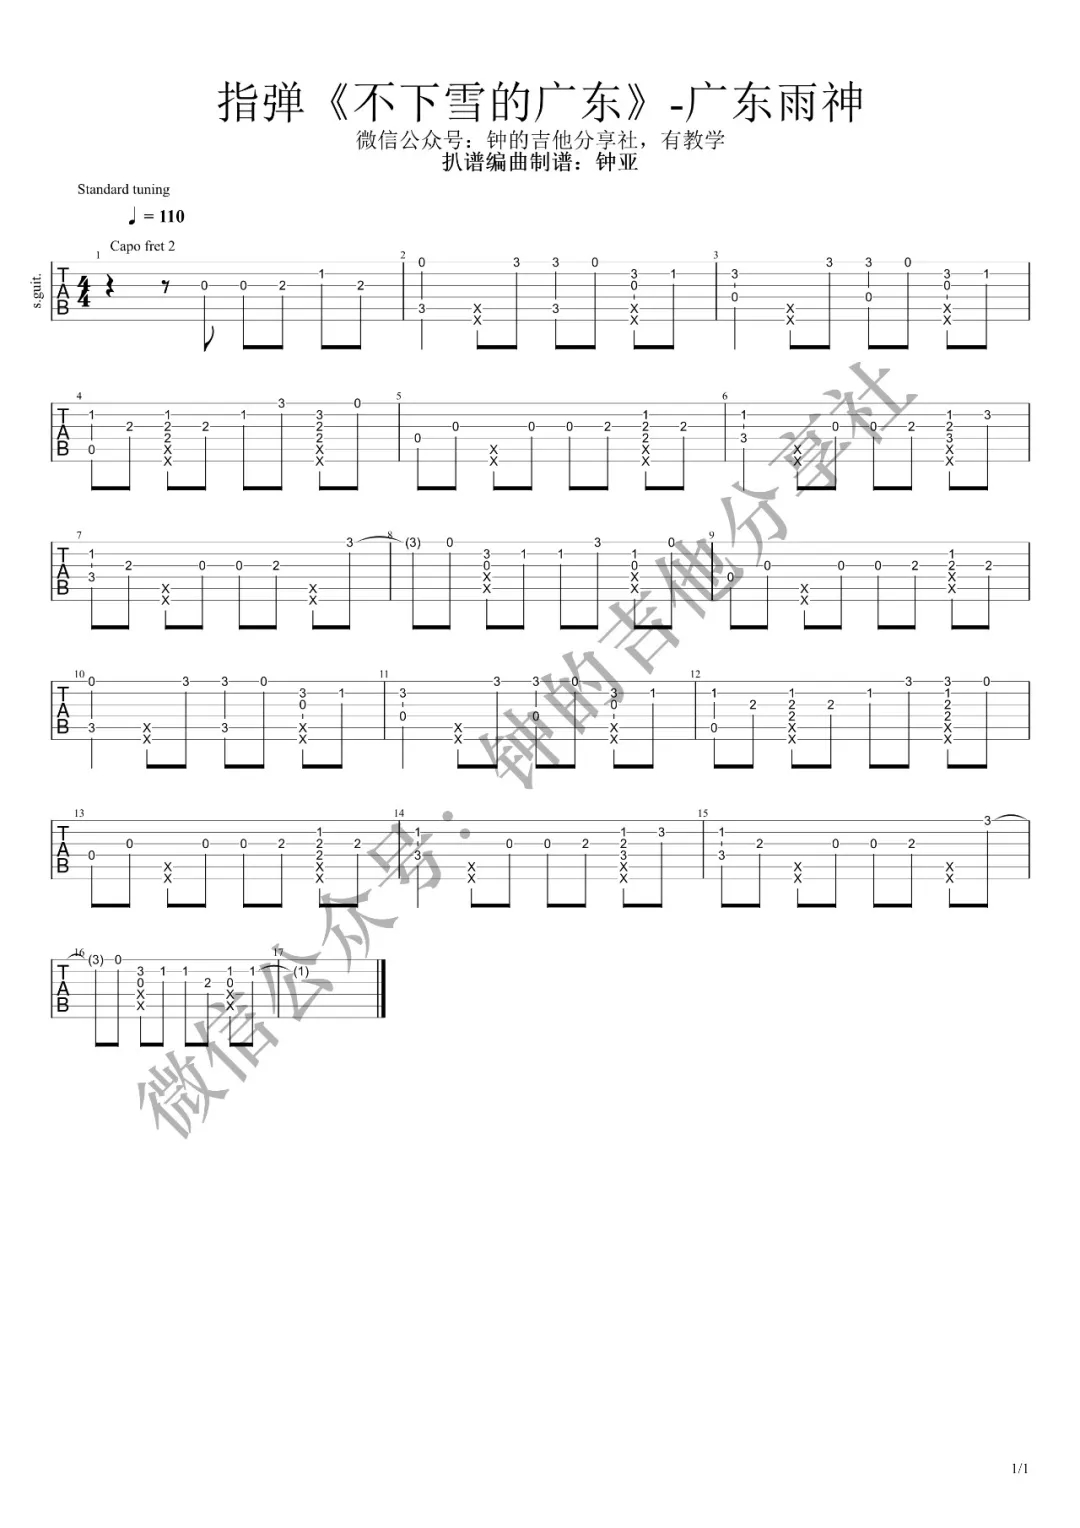 指弹《不下雪的广东》-广东雨神
微信公众号：钟的吉他分享社，有教学
扒谱编曲制谱：钟亚
Standard tuning
♩ = 110
Capo fret 2
s.guit.
微信公众号：钟的吉他分享社
1/1